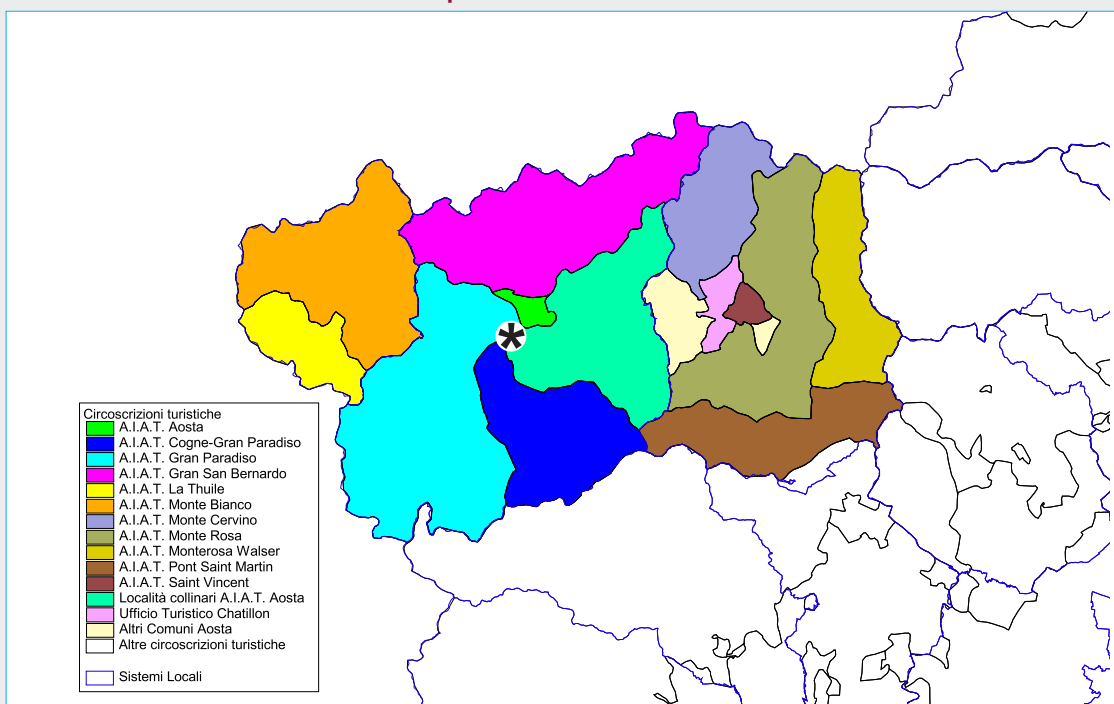 Circoscrizioni turistiche
A.I.A.T. Aosta
A.I.A.T. Cogne-Gran Paradiso
A.I.A.T. Gran Paradiso
A.I.A.T. Gran San Bernardo
A.I.A.T. La Thuile
A.I.A.T. Monte Bianco
A.I.A.T. Monte Cervino
A.I.A.T. Monte Rosa
A.I.A.T. Monterosa Walser
A.I.A.T. Pont Saint Martin
A.I.A.T. Saint Vincent
Località collinari A.I.A.T. Aosta
Ufficio Turistico Chatillon
Altri Comuni Aosta
Altre circoscrizioni turistiche
Sistemi Locali